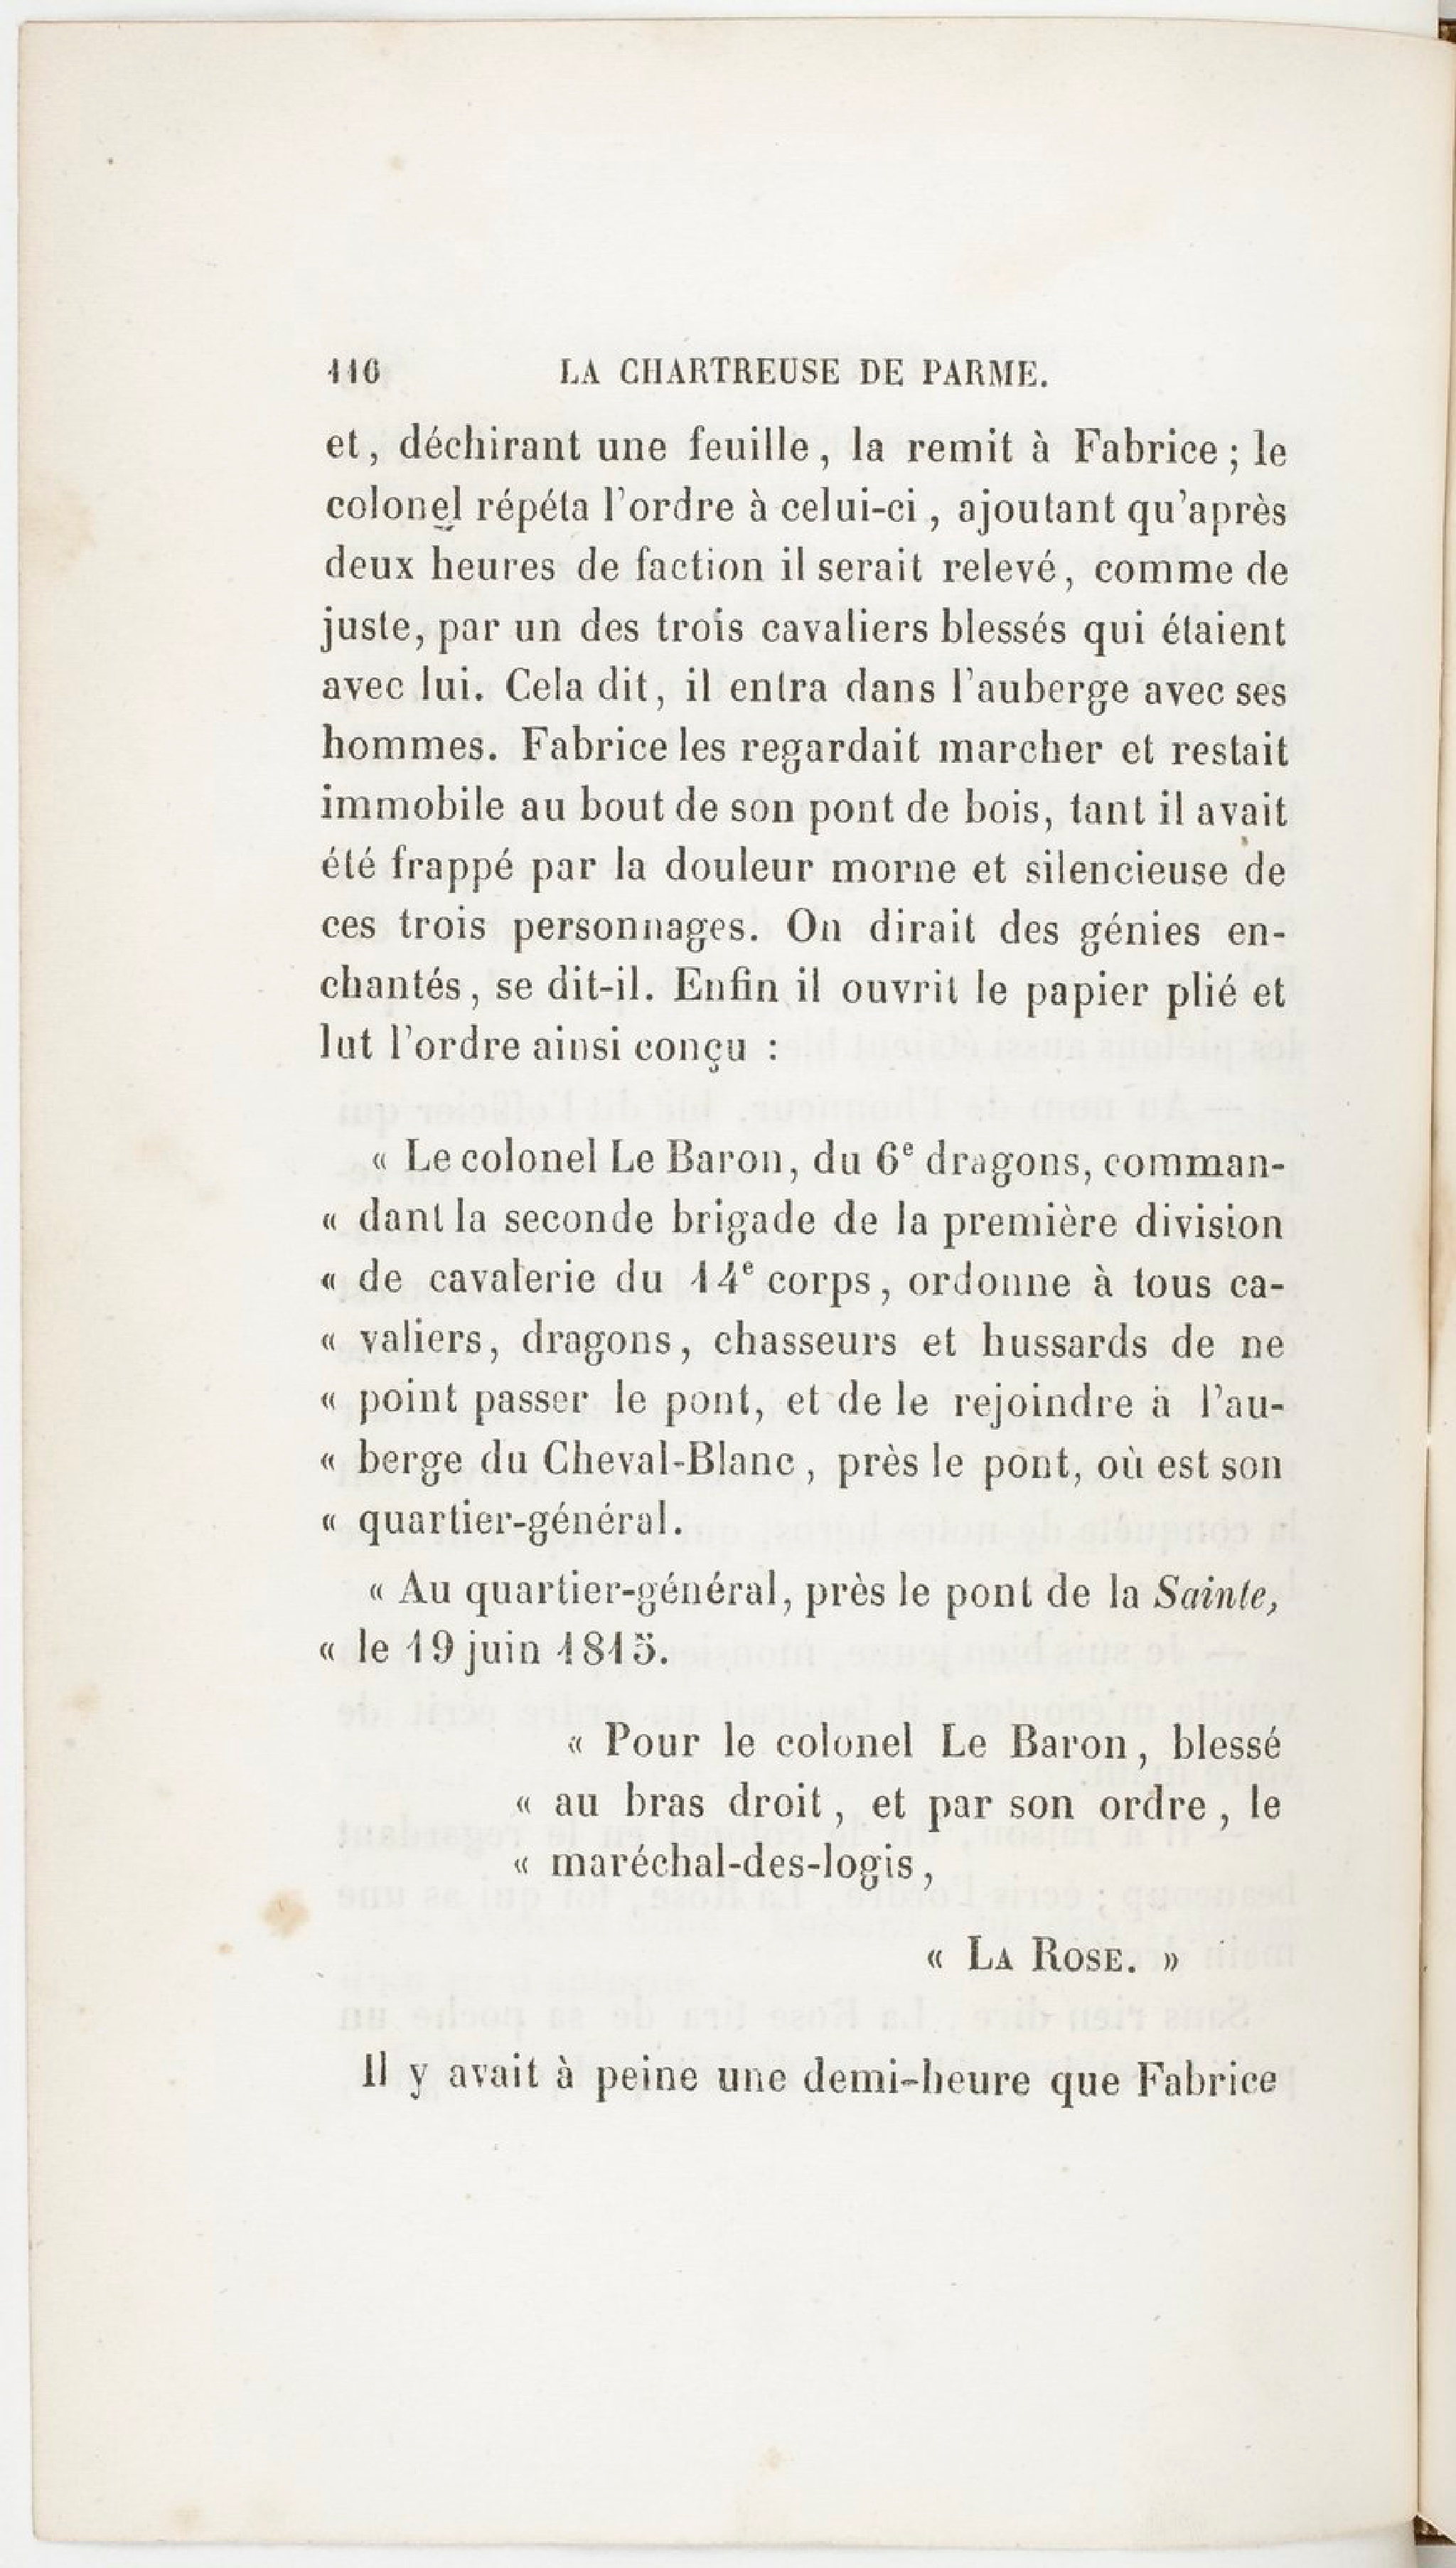 116 LA CHARTREUSE DE PARME.
et, déchirant une feuille, la remit à Fabrice ; le
colonel répéta l'ordre à celui-ci, ajoutant qu'après
deux heures de faction il serait relevé, comme de
juste, par un des trois cavaliers blessés qui étaient
avec lui. Cela dit, il entra dans l'auberge avec ses
hommes. Fabrice les regardait marcher et restait
immobile au bout de son pont de bois, tant il avait
été frappé par la douleur morne et silencieuse de
ces trois personnages. On dirait des génies en-
chantés, se dit-il. Enfin il ouvrit le papier plié et
lut l'ordre ainsi conçu :
« Le colonel Le Baron, du 6e dragons, comman-
« dant la seconde brigade de la première division
« de cavalerie du 14e corps, ordonne à tous ca-
« valiers, dragons, chasseurs et hussards de ne
« point passer le pont, et de le rejoindre à l'au-
« berge du Cheval-Blanc, près le pont, où est son
« quartier-général.
« Au quartier-général, près le pont de la Sainte,
« le 19 juin 1815.
« Pour le colonel Le Baron, blessé
« au bras droit, et par son ordre, le
« maréchal-des-logis,
« LA ROSE. »
Il y avait à peine une demi-heure que Fabrice